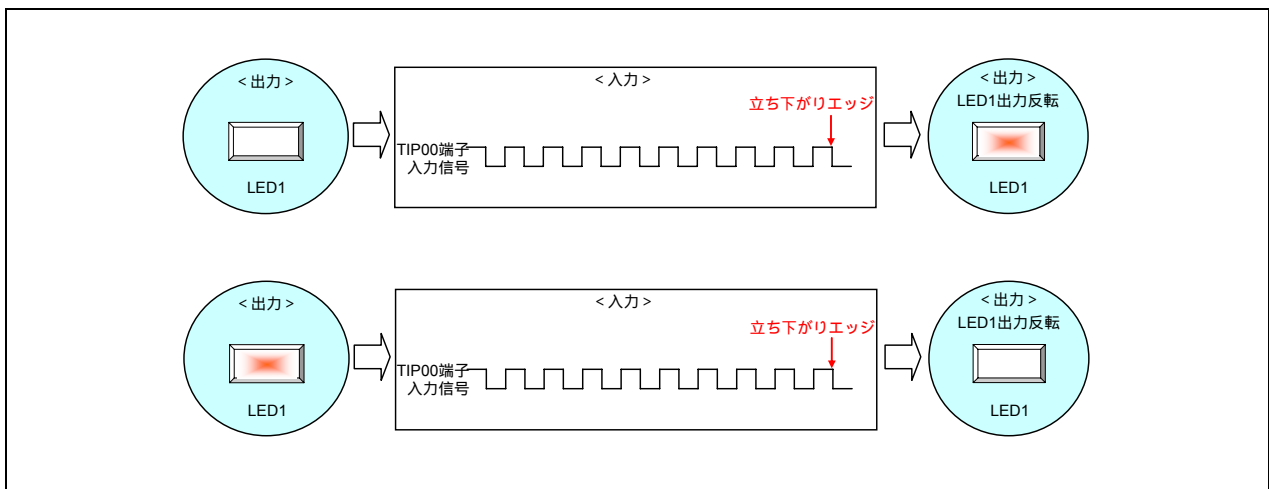 <出力>
LED1
<入力>
立ち下がりエッジ
TIP00端子
入力信号
<出力>
LED1出力反転
LED1
<出力>
LED1
<入力>
立ち下がりエッジ
TIP00端子
入力信号
<出力>
LED1出力反転
LED1